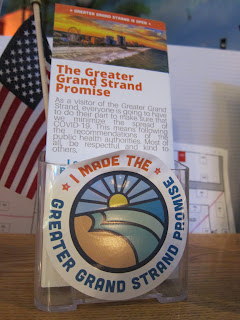 ★ GREATER GRAND STRAND IS OPEN ★
The Greater
Grand Strand
Promise
As a visitor of the Greater Grand
Strand, everyone is going to have
to do their part to make sure that
we minimize the spread of
COVID-19. This means following
the recommendations of the
public health authorities. Most of
all, be respectful and kind to
others.
★ I MADE THE ★
GREATER GRAND STRAND PROMISE